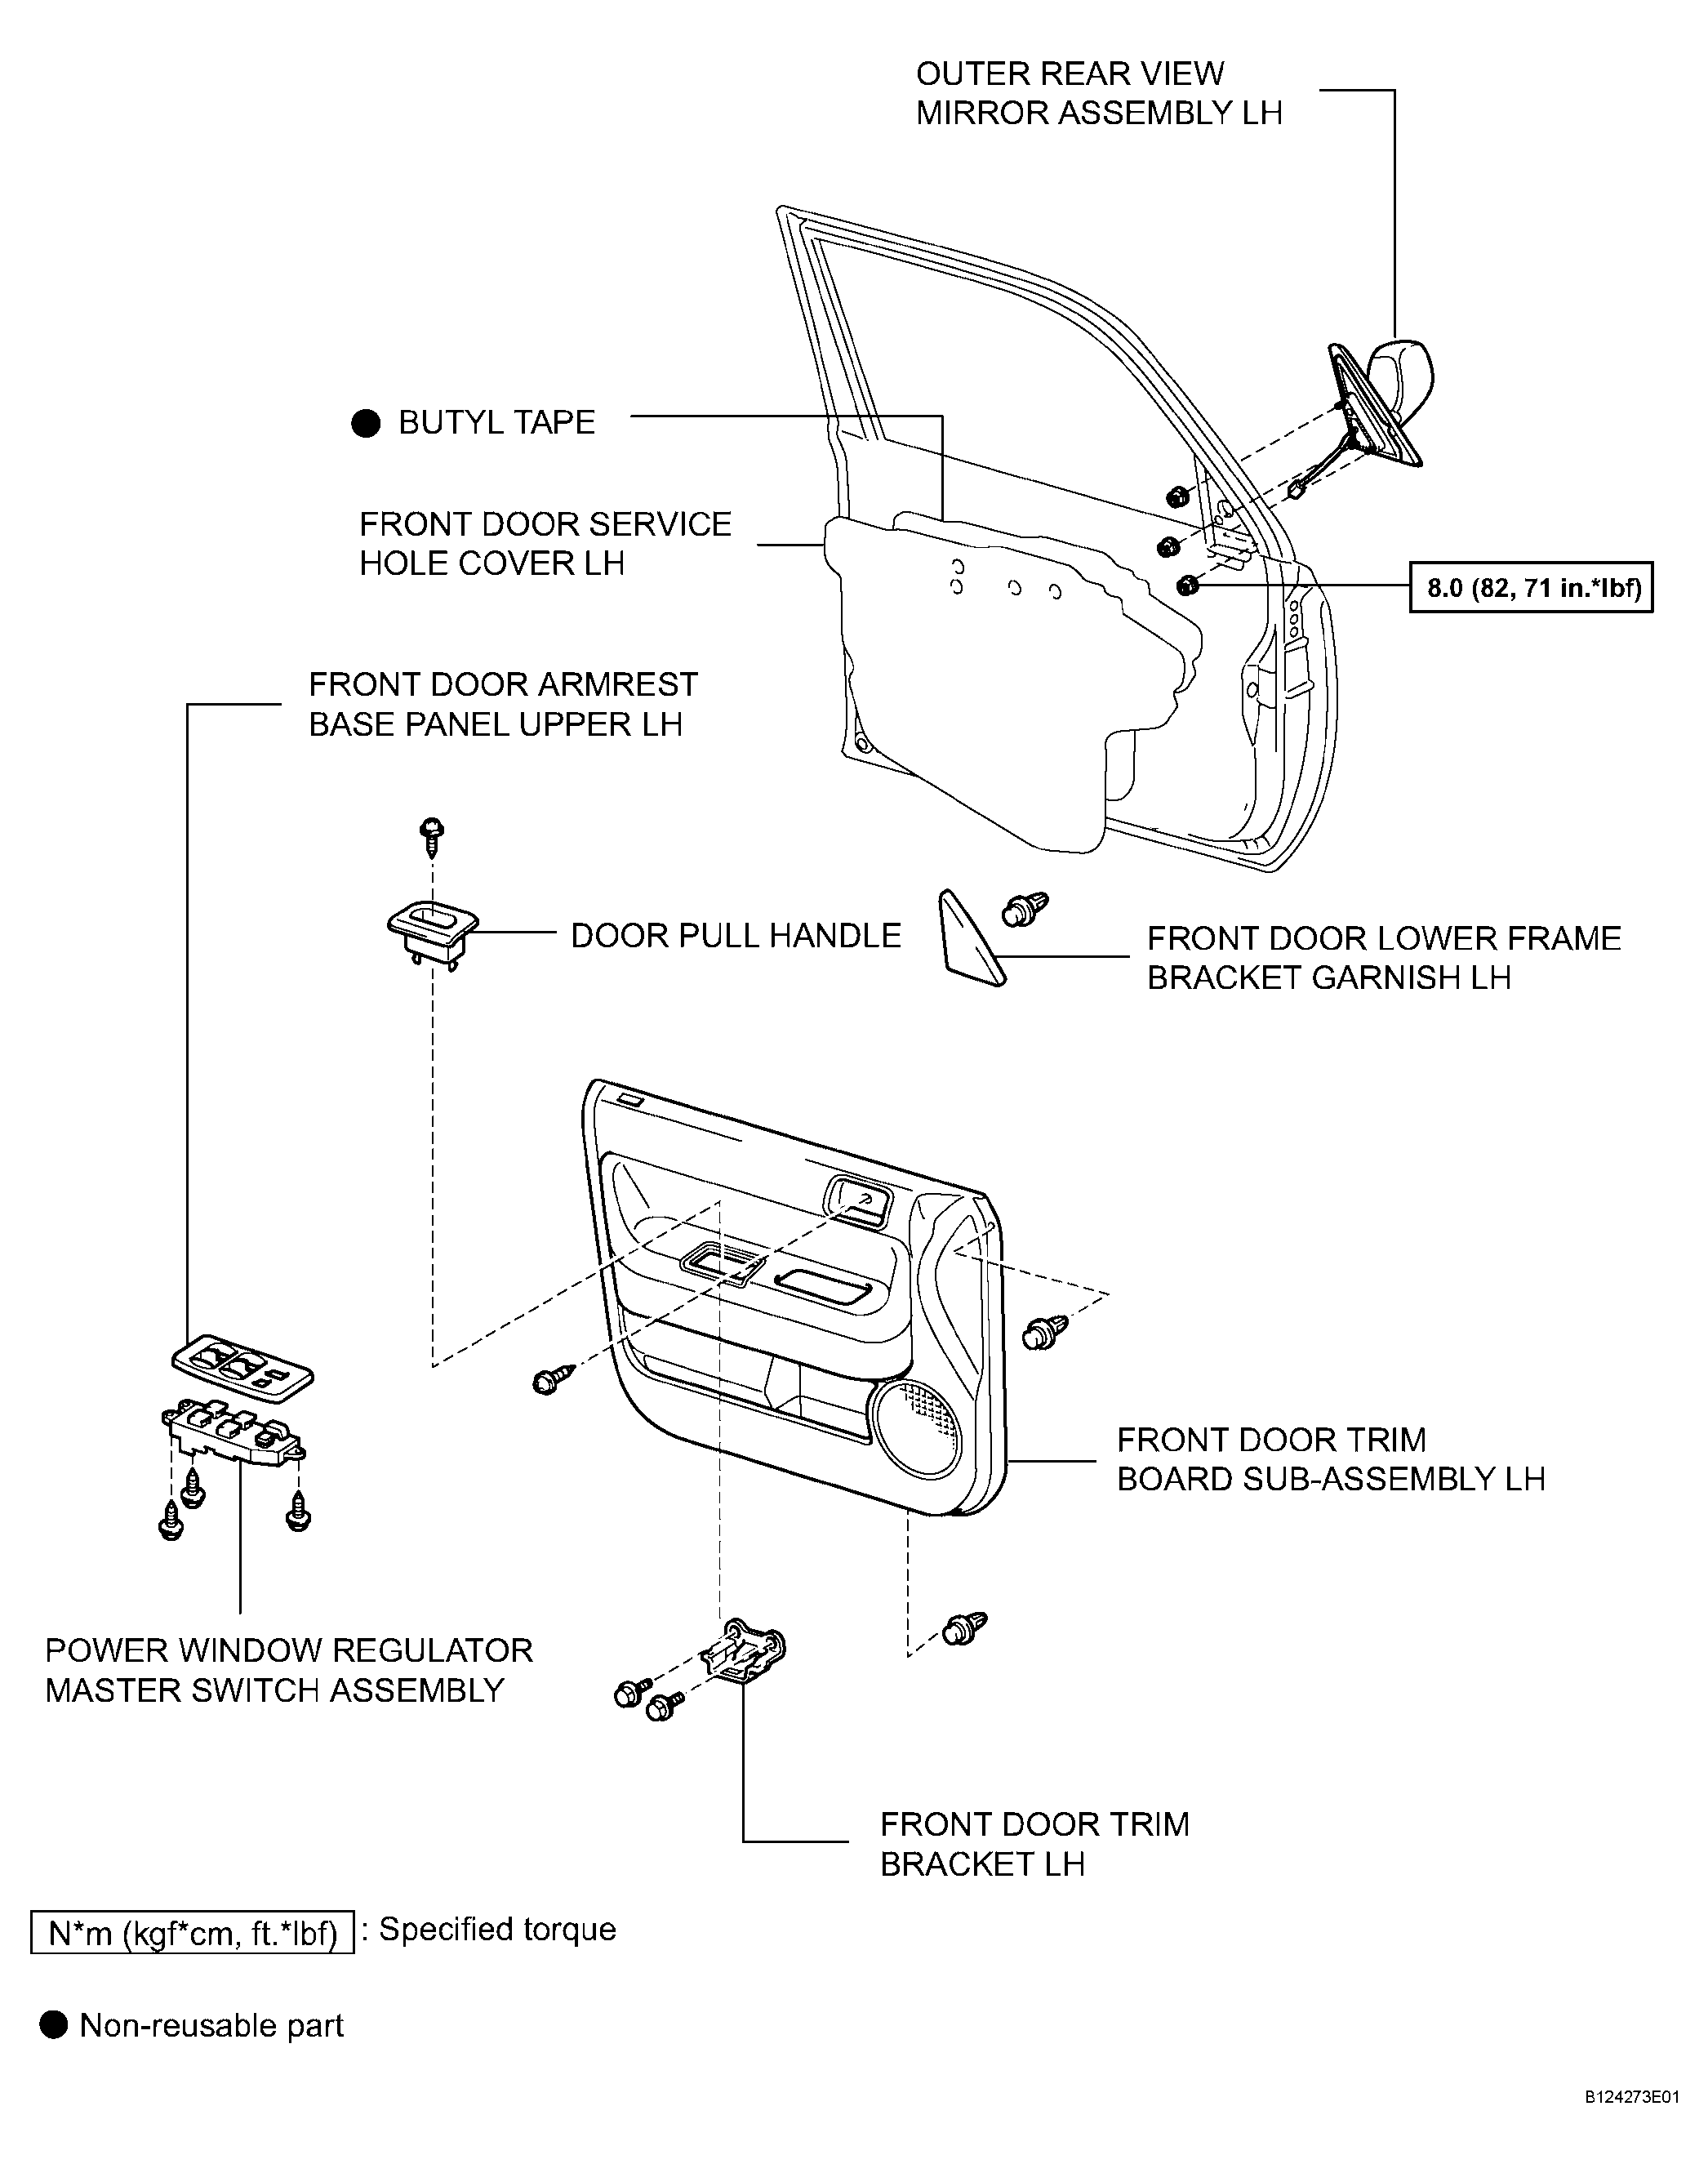 OUTER REAR VIEW
MIRROR ASSEMBLY LH
● BUTYL TAPE
FRONT DOOR SERVICE
HOLE COVER LH
8.0 (82, 71 in.*lbf)
FRONT DOOR ARMREST
BASE PANEL UPPER LH
DOOR PULL HANDLE
FRONT DOOR LOWER FRAME
BRACKET GARNISH LH
FRONT DOOR TRIM
BOARD SUB-ASSEMBLY LH
POWER WINDOW REGULATOR
MASTER SWITCH ASSEMBLY
FRONT DOOR TRIM
BRACKET LH
N*m (kgf*cm, ft.*lbf) : Specified torque
● Non-reusable part
B124273E01